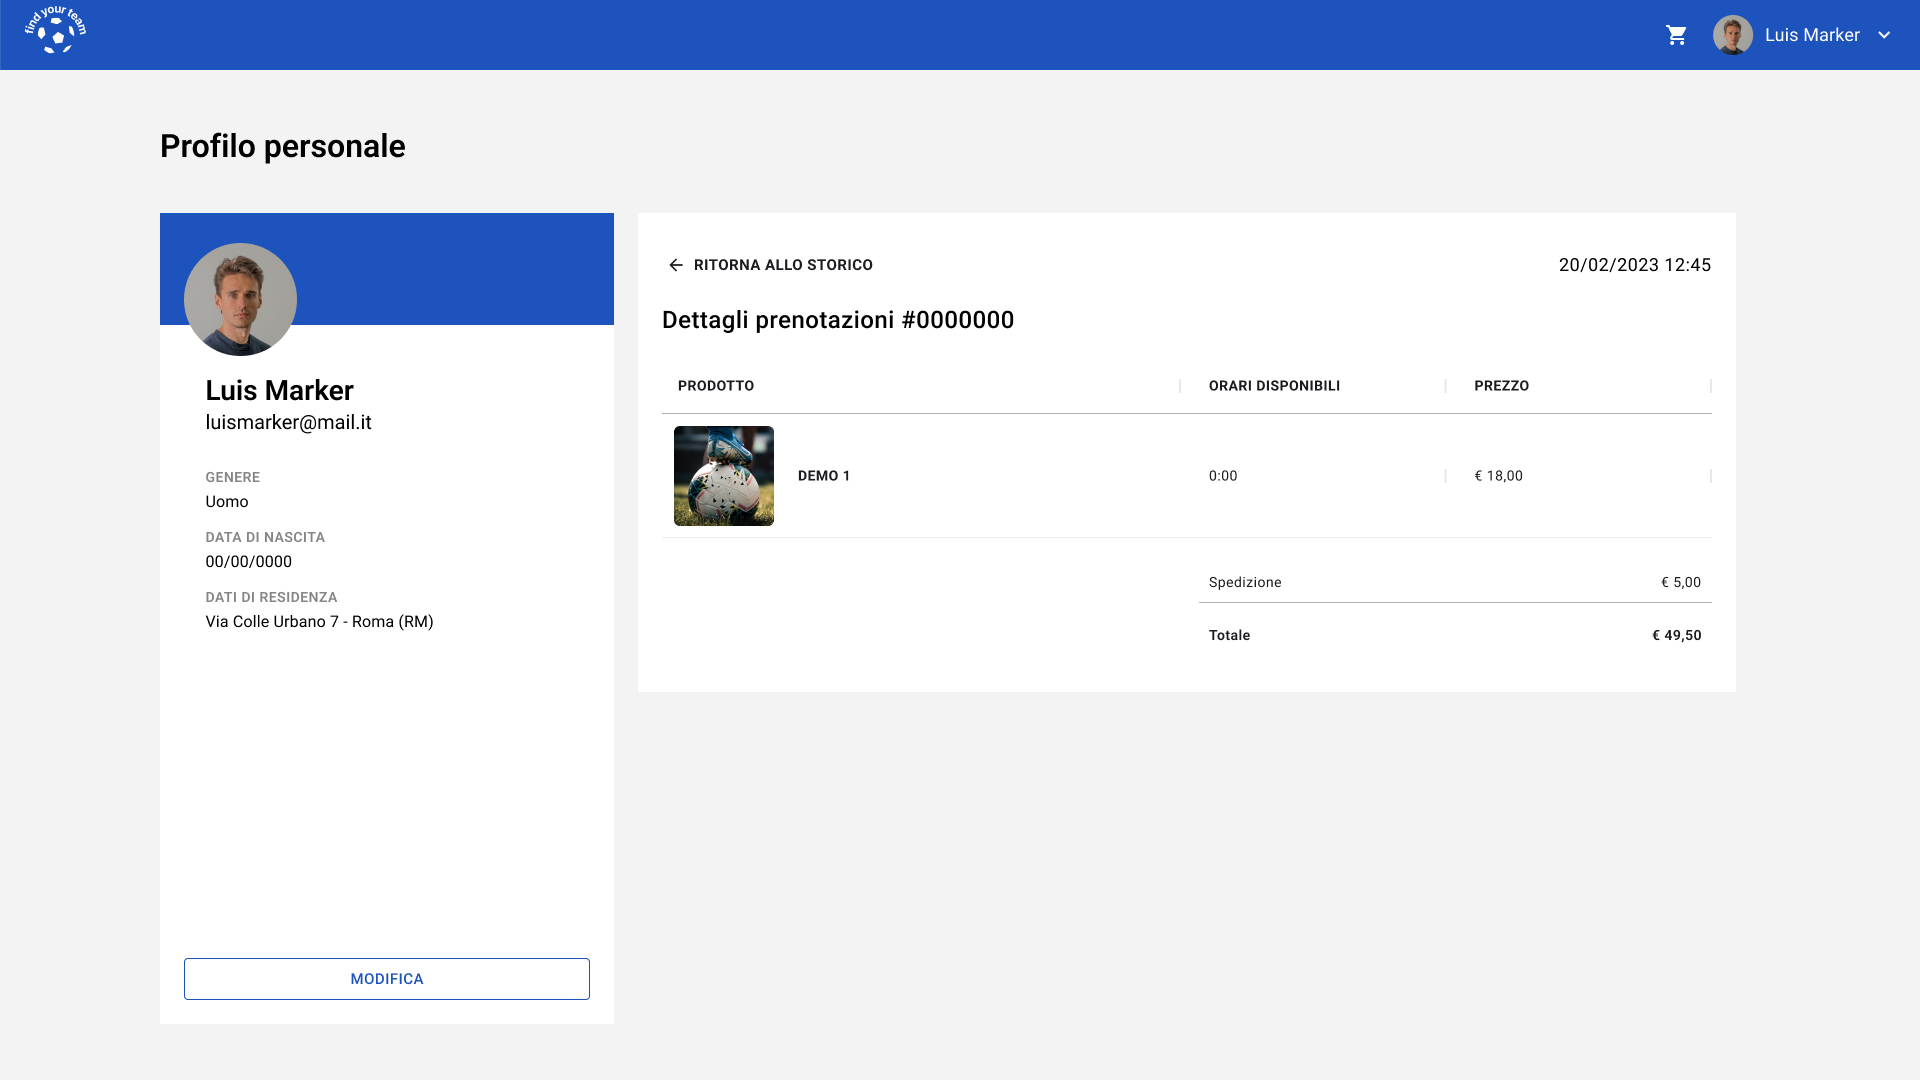 find your team
Luis Marker
Profilo personale
Luis Marker
luismarker@mail.it
GENERE
Uomo
DATA DI NASCITA
00/00/0000
DATI DI RESIDENZA
Via Colle Urbano 7 - Roma (RM)
MODIFICA
RITORNA ALLO STORICO
20/02/2023 12:45
Dettagli prenotazioni #0000000
PRODOTTO ORARI DISPONIBILI PREZZO
DEMO 1 0:00 € 18,00
Spedizione € 5,00
Totale € 49,50